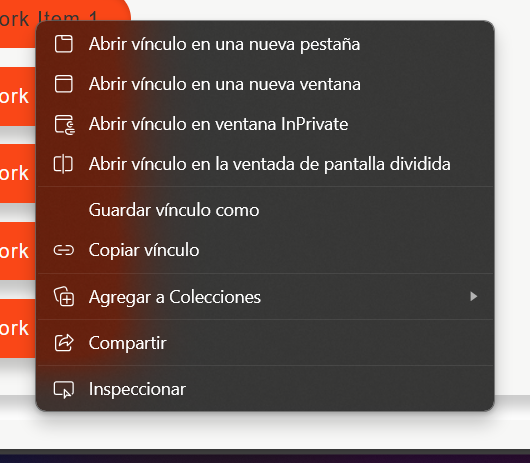 ork Item 1
Abrir vínculo en una nueva pestaña
ork
Abrir vínculo en una nueva ventana
Abrir vínculo en ventana InPrivate
ork
Abrir vínculo en la ventada de pantalla dividida
Guardar vínculo como
ork
Copiar vínculo
Agregar a Colecciones
ork
Compartir
Inspeccionar